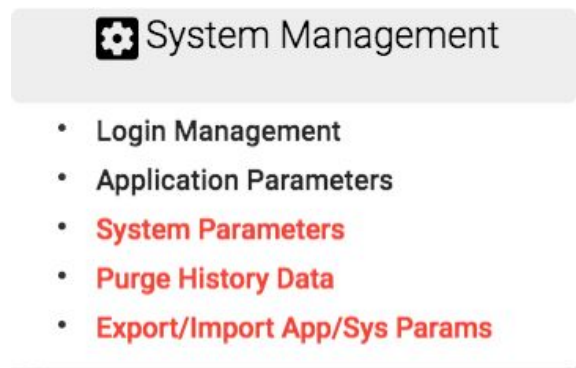 System Management
• Login Management
• Application Parameters
• System Parameters
• Purge History Data
• Export/Import App/Sys Params